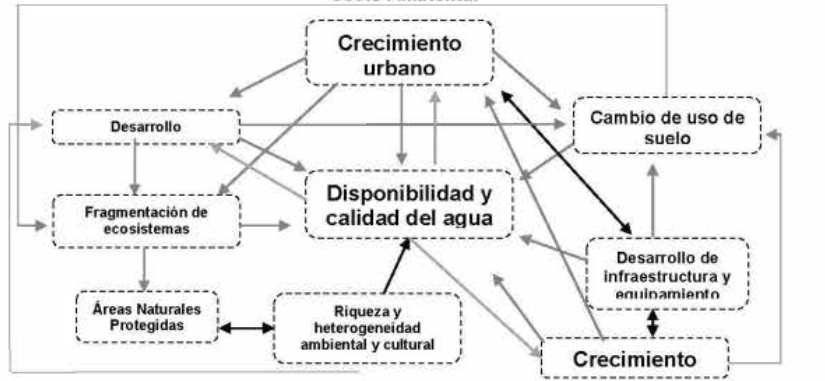 Crecimiento
urbano
Desarrollo
Cambio de uso de
suelo
Disponibilidad y
calidad del agua
Fragmentación de
ecosistemas
Desarrollo de
infraestructura y
equipamiento
Áreas Naturales
Protegidas
Riqueza y
heterogeneidad
ambiental y cultural
Crecimiento